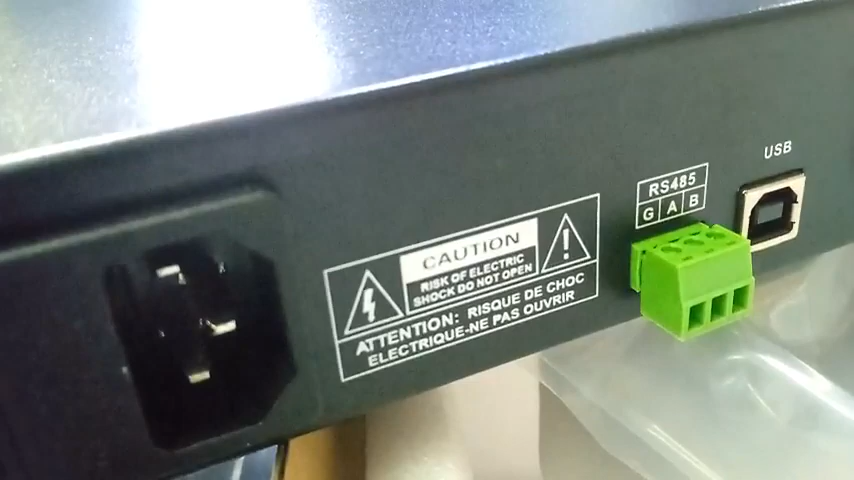 CAUTION
RISK OF ELECTRIC
SHOCK DO NOT OPEN
ATTENTION: RISQUE DE CHOC
ELECTRIQUE-NE PAS OUVRIR
RS485
G A B
USB